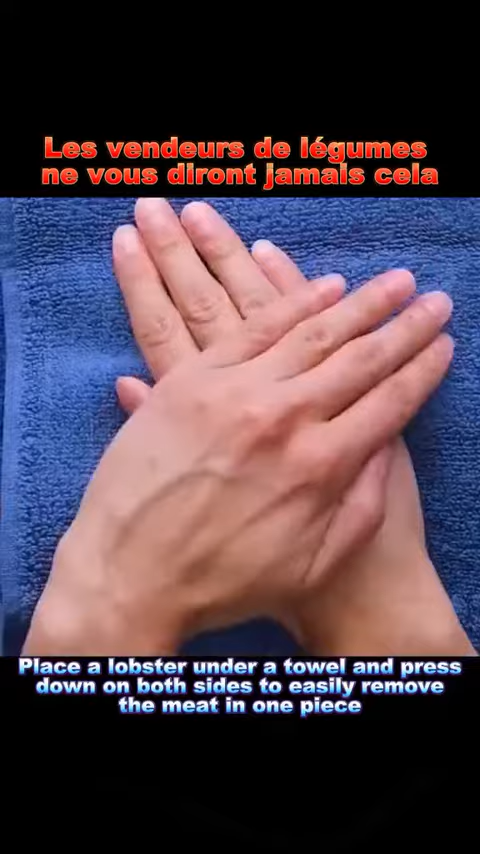 Les vendeurs de légumes
ne vous diront jamais cela
Place a lobster under a towel and press
down on both sides to easily remove
the meat in one piece